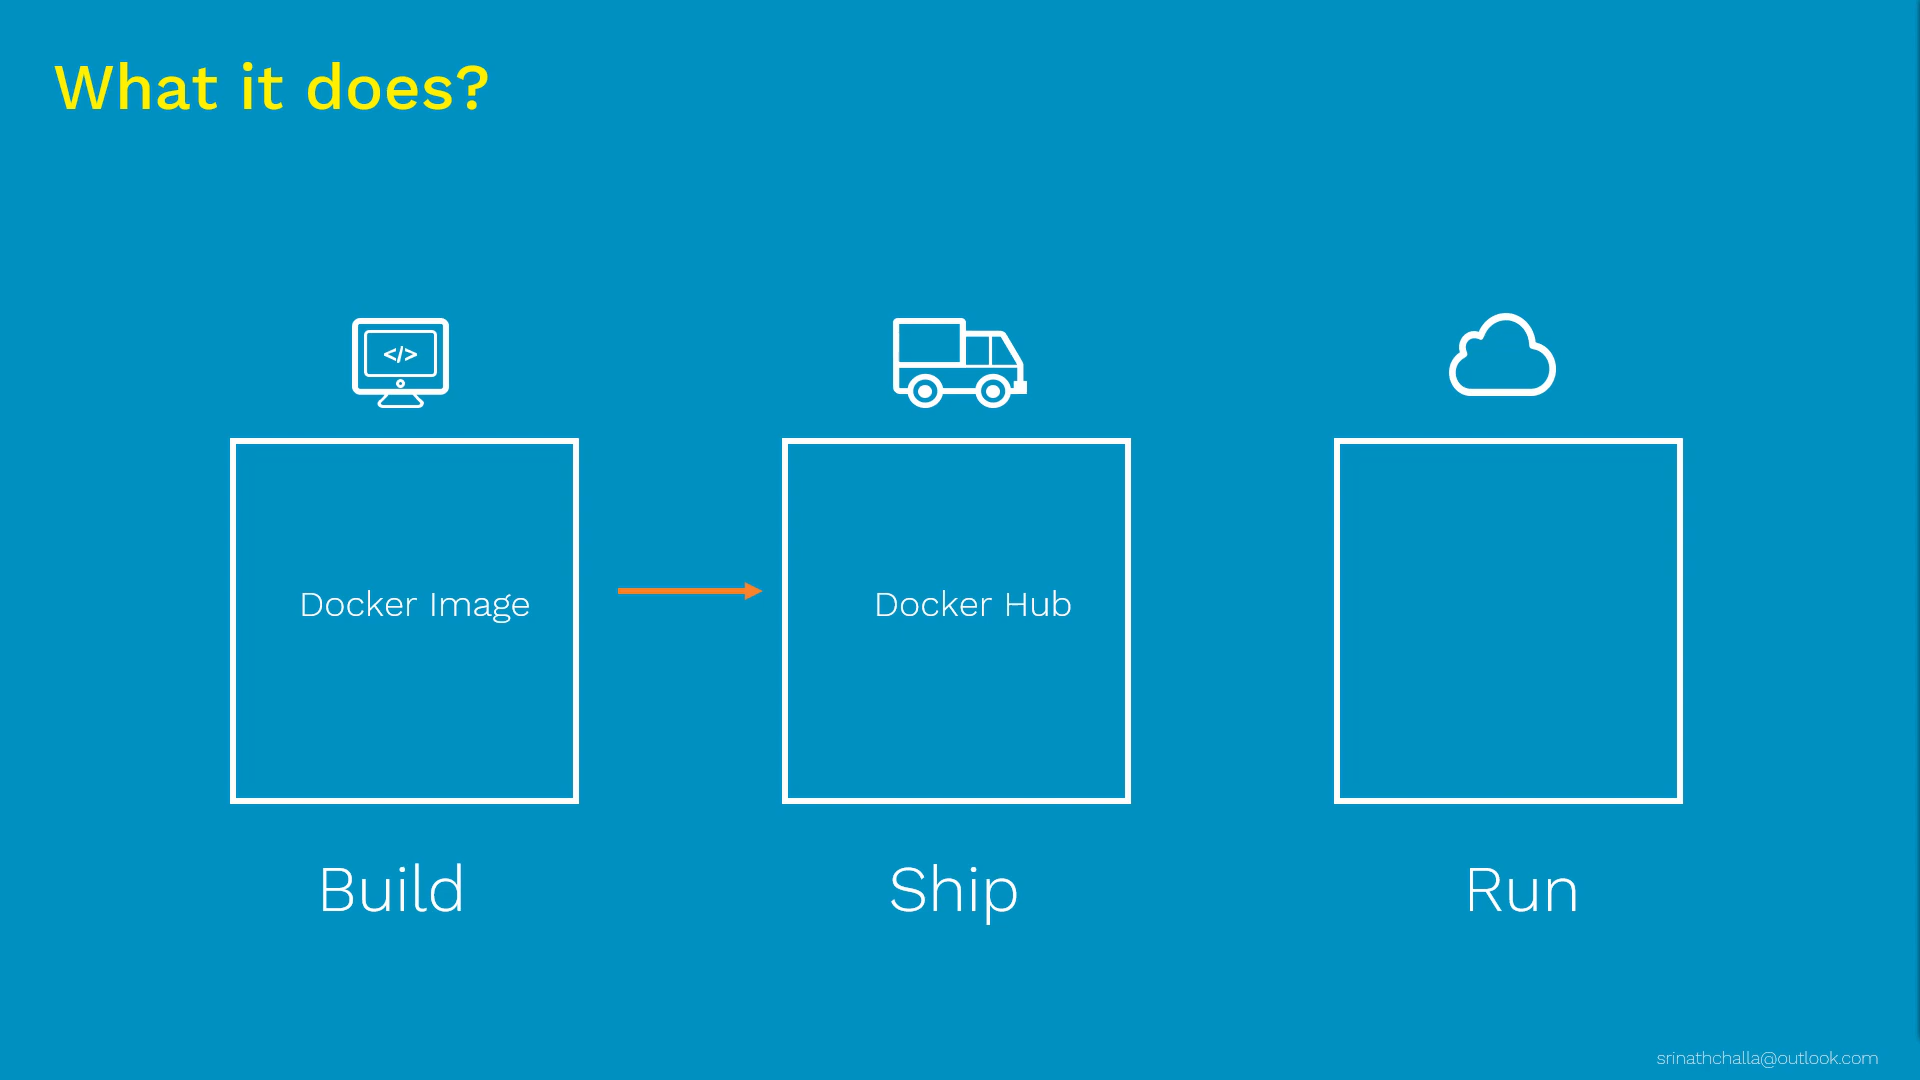 What it does?
</>
Docker Image
Docker Hub
Build
Ship
Run
srinathchalla@outlook.com